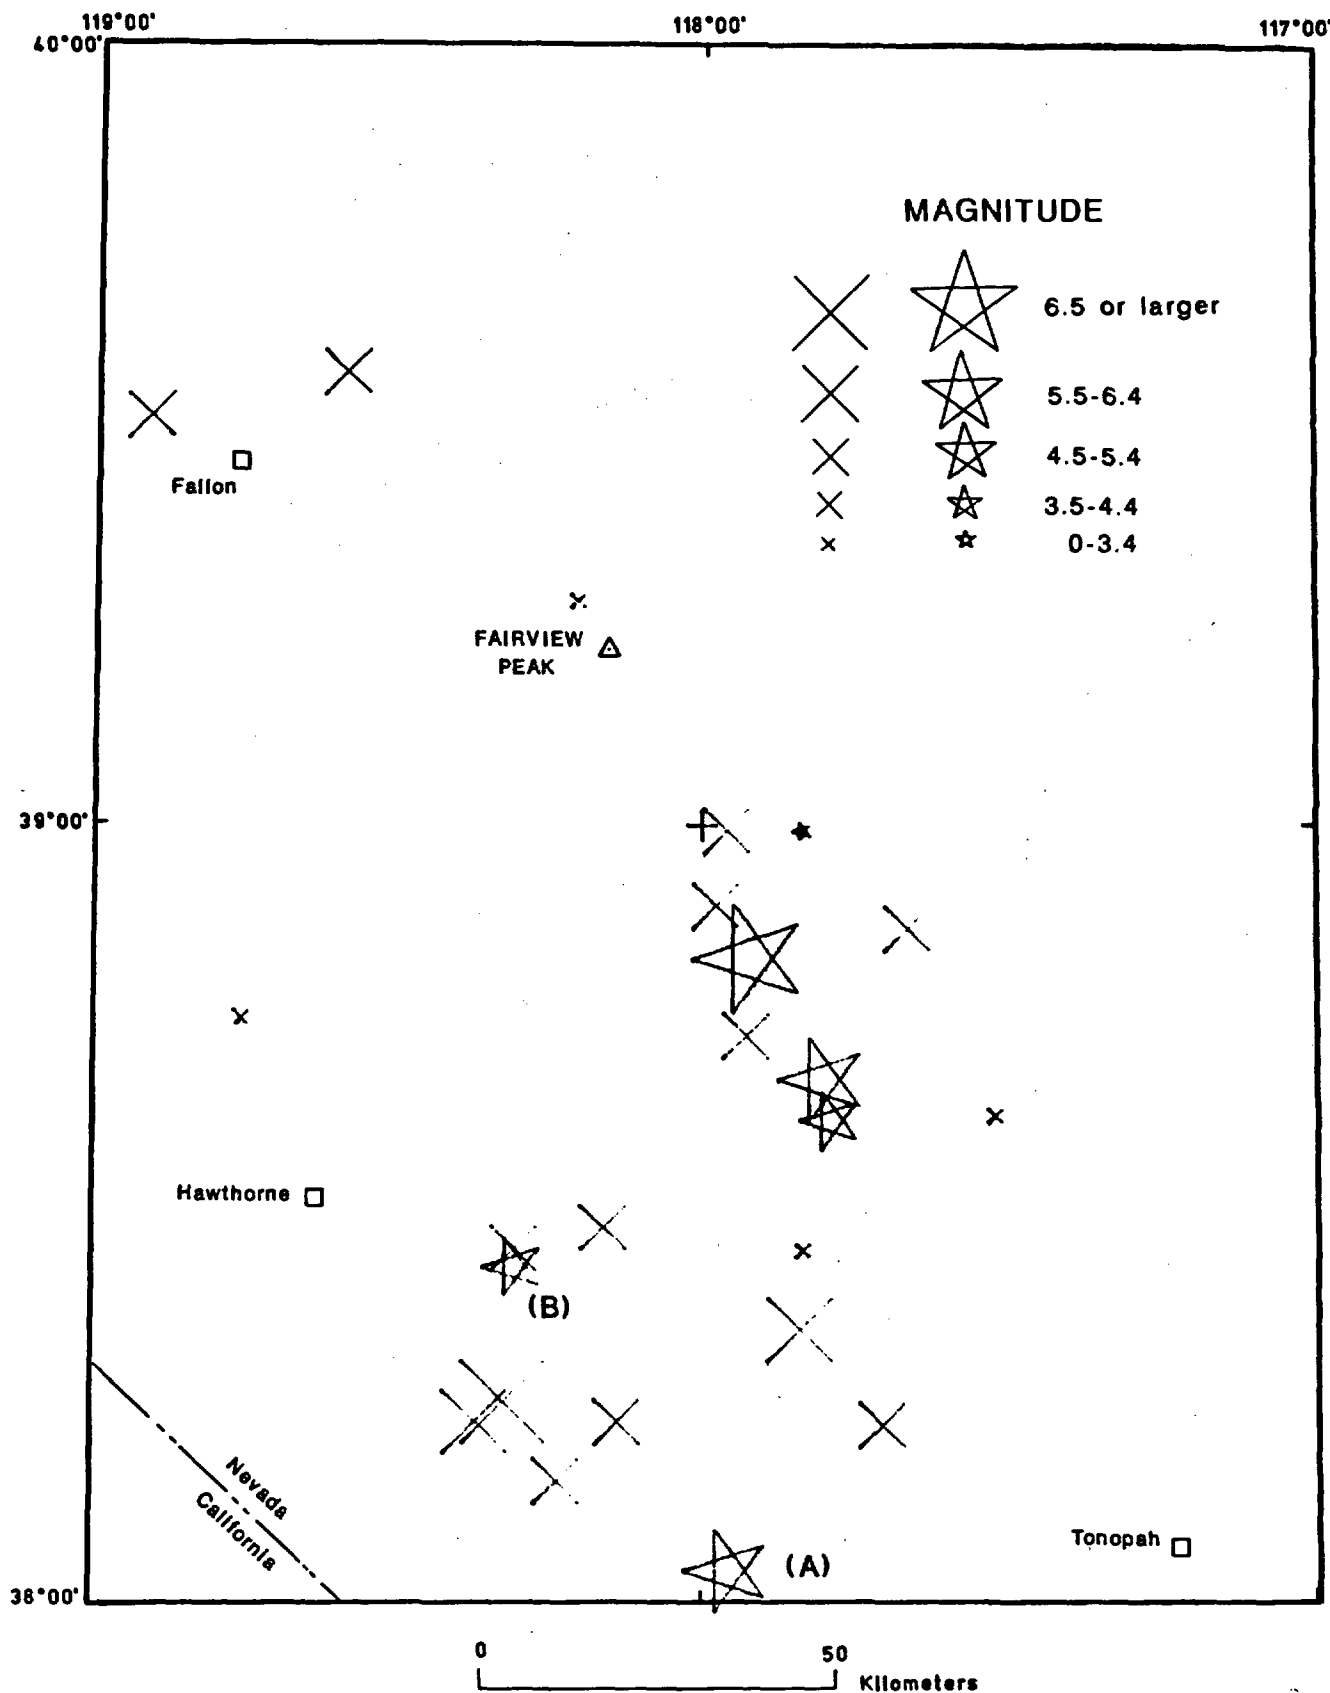 119°00' 118°00' 117°00'
40°00'
MAGNITUDE
6.5 or larger
5.5-6.4
4.5-5.4
3.5-4.4
0-3.4
Fallon
FAIRVIEW
PEAK
39°00'
Hawthorne
(B)
Nevada
California
Tonopah
(A)
38°00'
0 50
Kilometers